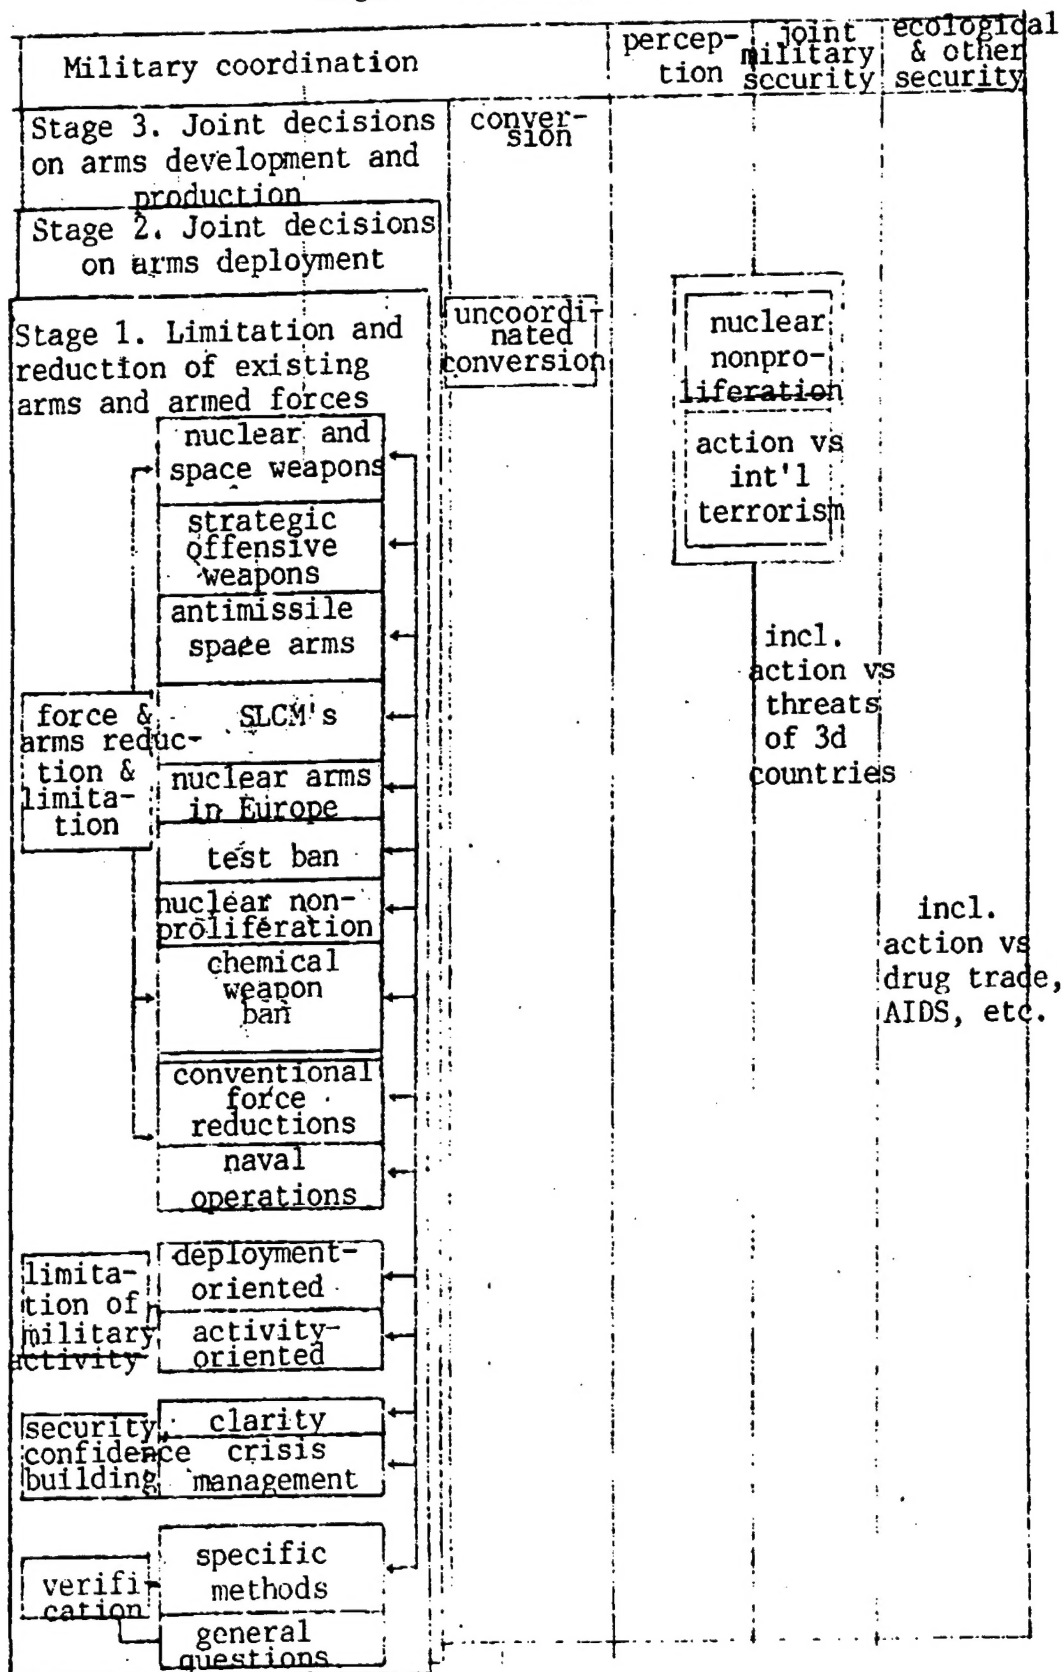 Military coordination
percep-
tion
joint
military
security
ecological
& other
security
Stage 3. Joint decisions
on arms development and
production
conver-
sion
Stage 2. Joint decisions
on arms deployment
Stage 1. Limitation and
reduction of existing
arms and armed forces
uncoordi-
nated
conversion
nuclear
nonpro-
liferation
action vs
int'l
terrorism
incl.
action vs
threats
of 3d
countries
incl.
action vs
drug trade,
AIDS, etc.
force &
arms reduc-
tion &
limita-
tion
nuclear and
space weapons
strategic
offensive
weapons
antimissile
space arms
SLCM's
nuclear arms
in Europe
test ban
nuclear non-
proliferation
chemical
weapon
ban
conventional
force
reductions
naval
operations
limita-
tion of
military
activity
deployment-
oriented
activity-
oriented
security
confidence
building
clarity
crisis
management
verifi-
cation
specific
methods
general
questions